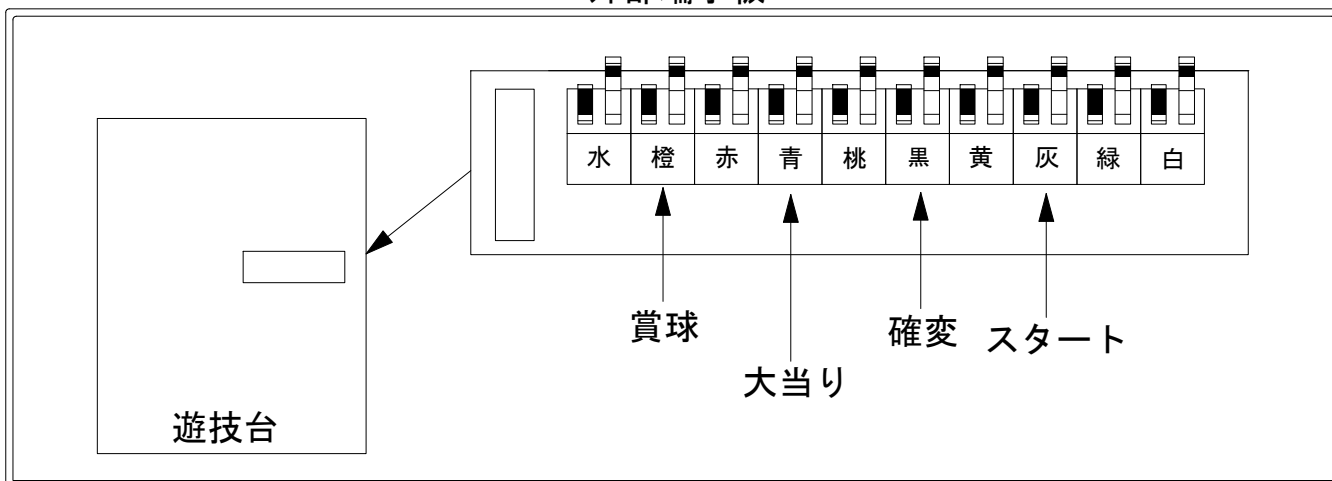 水 橙 赤 青 桃 黒 黄 灰 緑 白
賞球
確変
スタート
大当り
遊技台